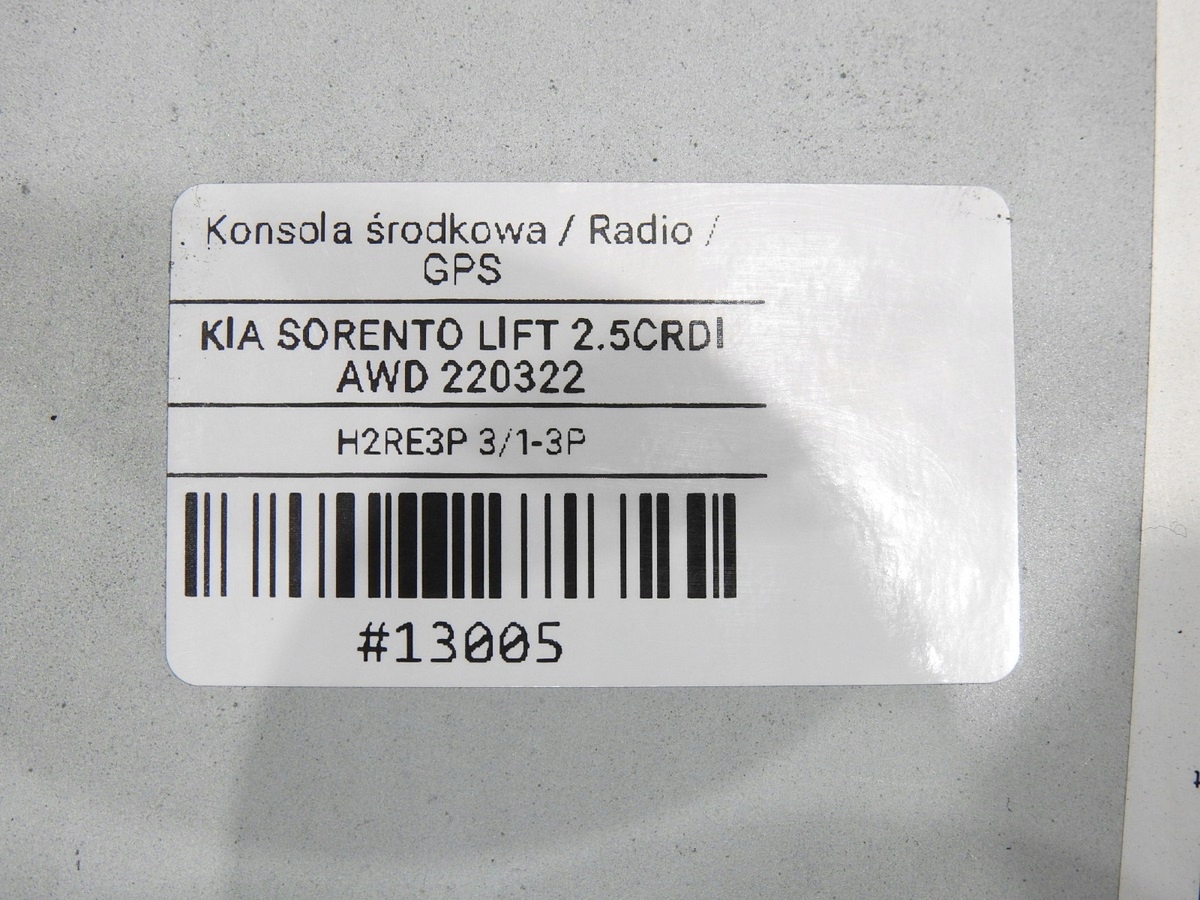 Konsola środkowa / Radio /
GPS
KIA SORENTO LIFT 2.5CRDI
AWD 220322
H2RE3P 3/1-3P
#13005